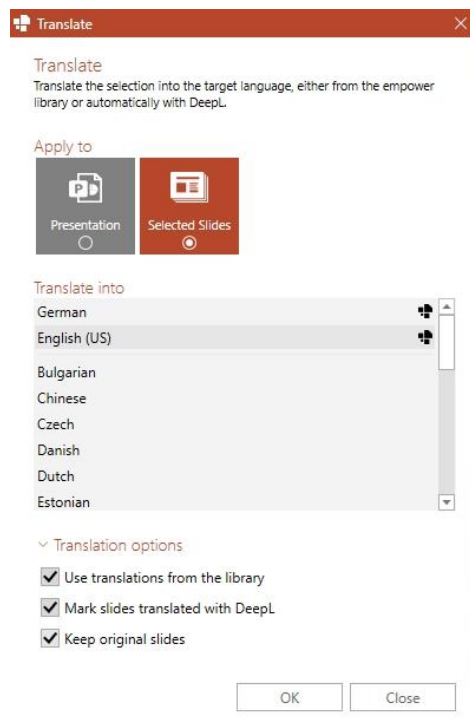 Translate
Translate
Translate the selection into the target language, either from the empower
library or automatically with DeepL.
Apply to
Presentation
Selected Slides
Translate into
German
English (US)
Bulgarian
Chinese
Czech
Danish
Dutch
Estonian
Translation options
Use translations from the library
Mark slides translated with DeepL
Keep original slides
OK
Close